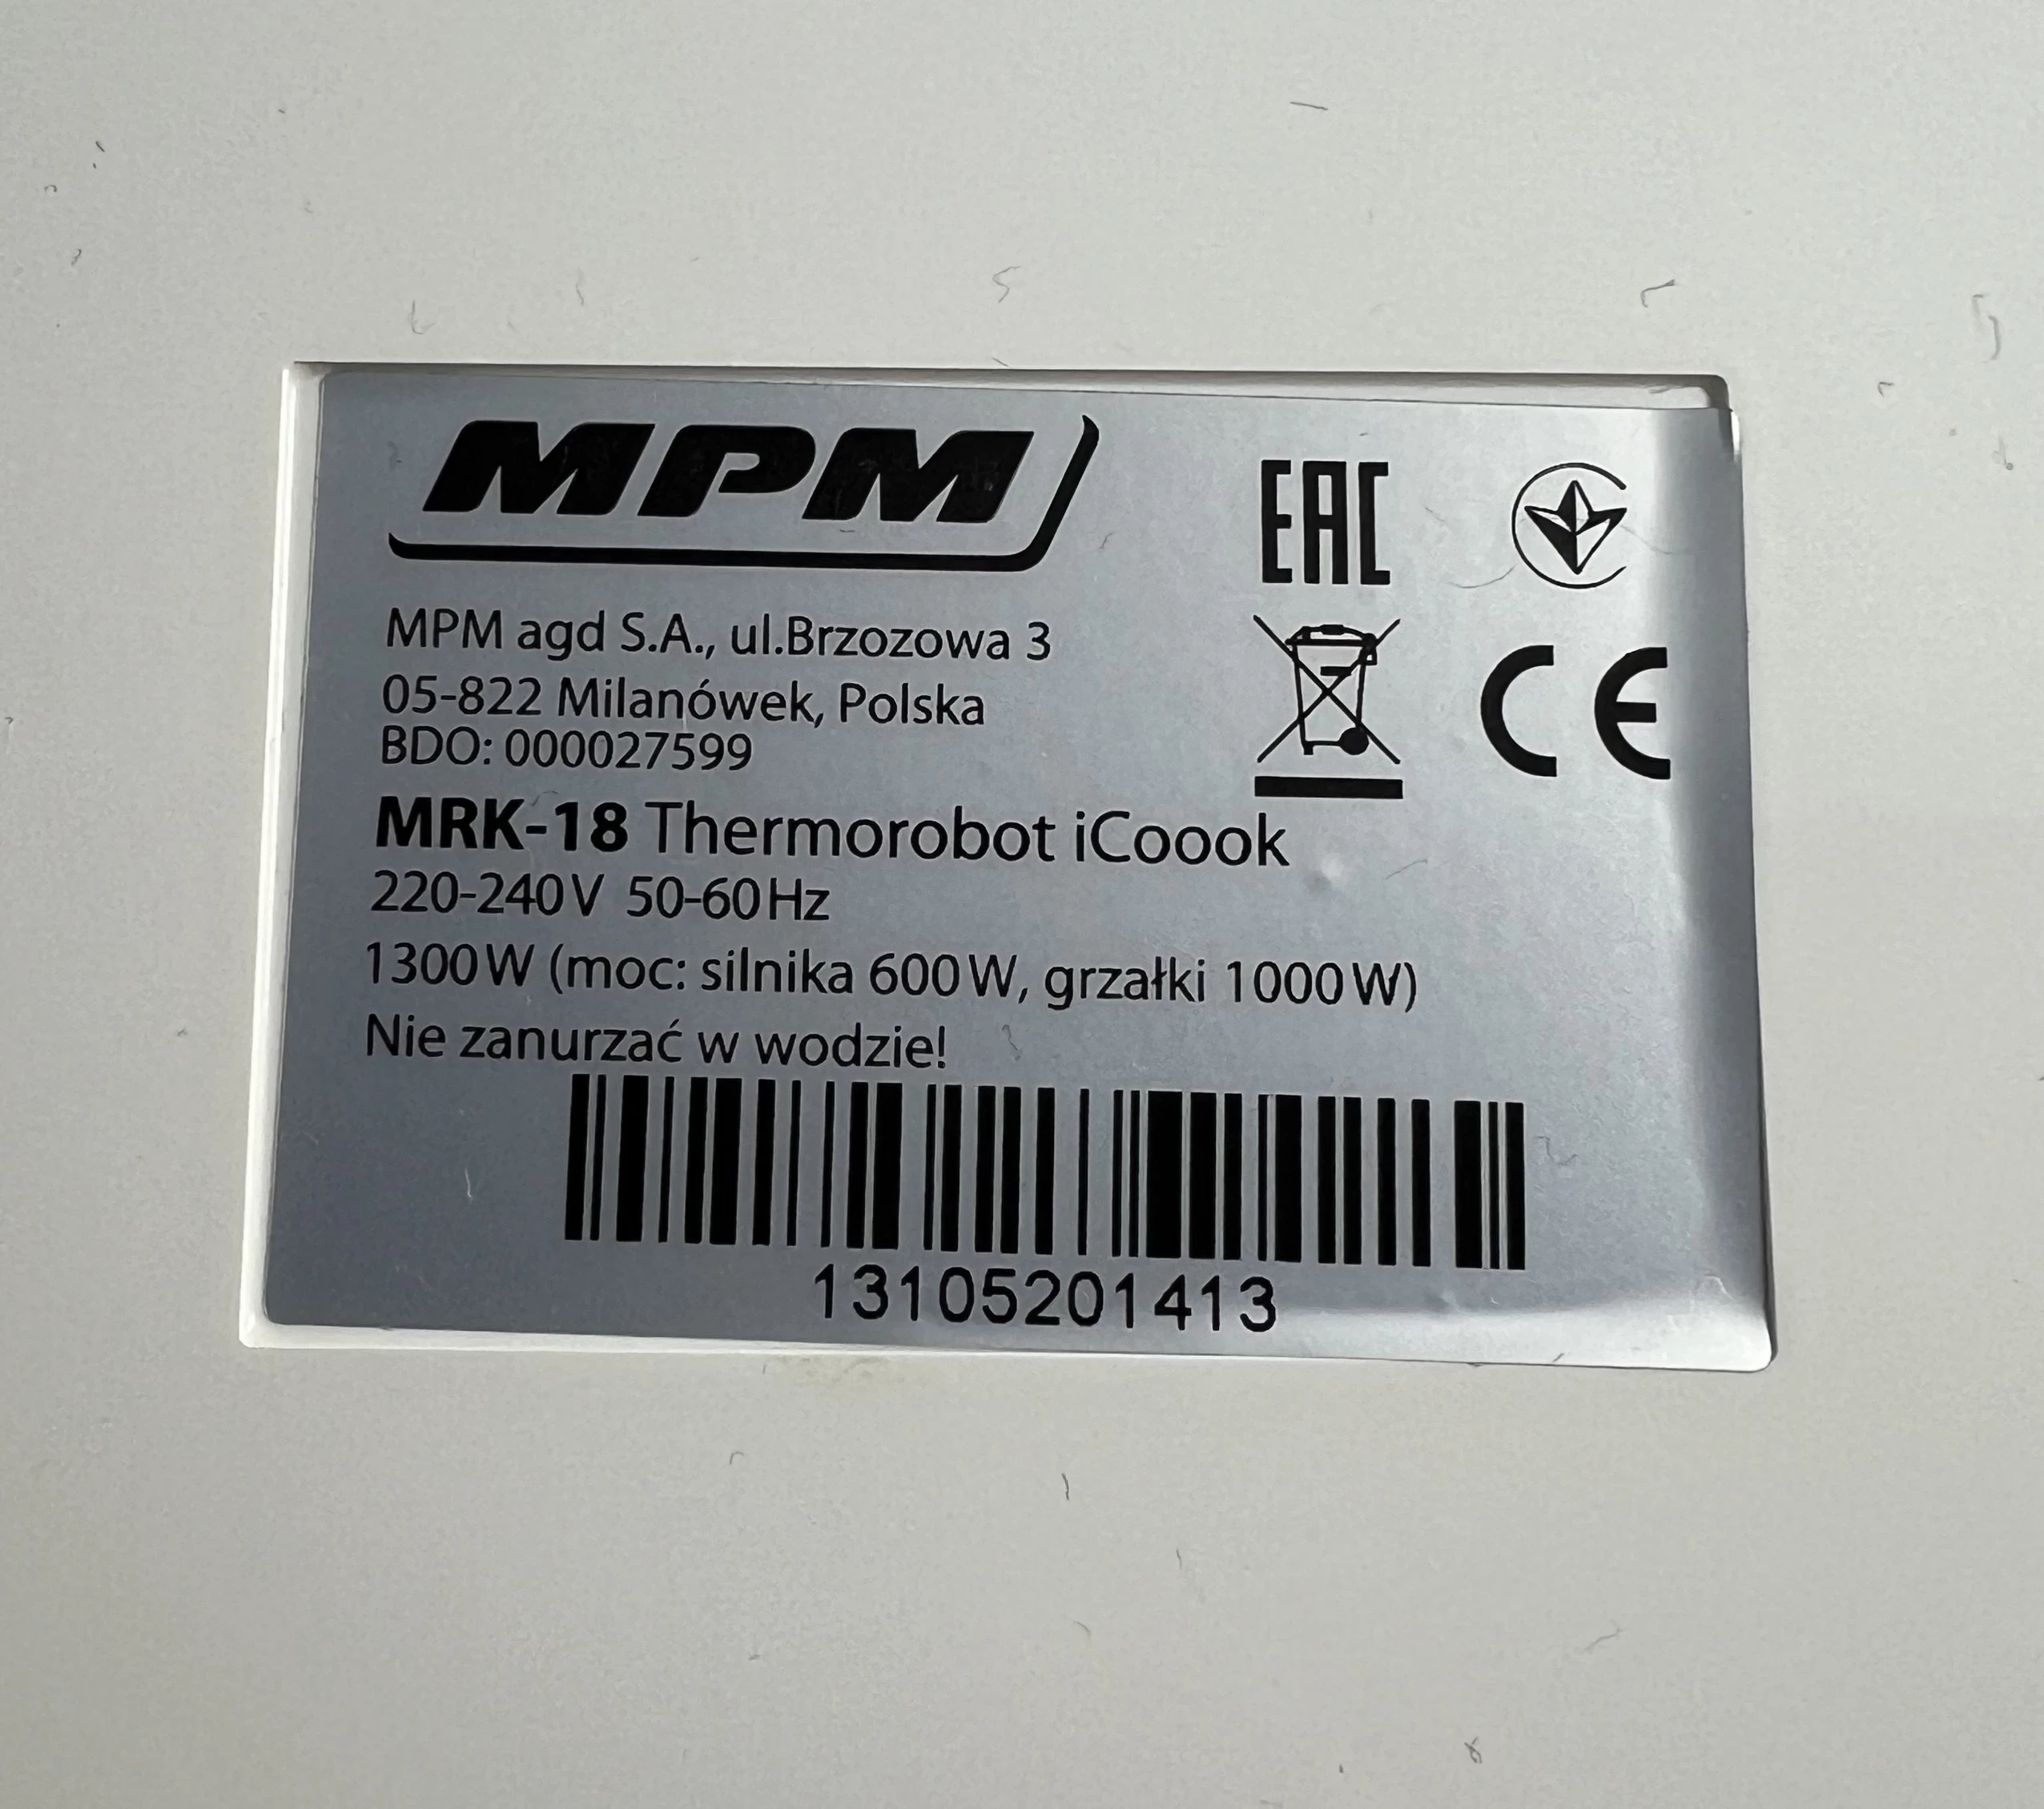 MPM
EAC
MPM agd S.A., ul.Brzozowa 3
05-822 Milanówek, Polska
BDO: 000027599
CE
MRK-18 Thermorobot iCoook
220-240V 50-60Hz
1300W (moc: silnika 600W, grzałki 1000W)
Nie zanurzać w wodzie!
13105201413